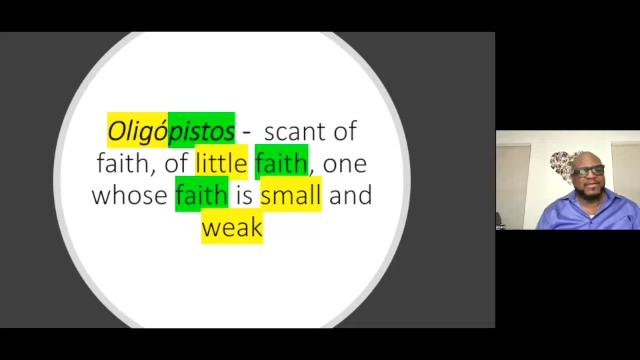 Oligópistos - scant of
faith, of little faith, one
whose faith is small and
weak